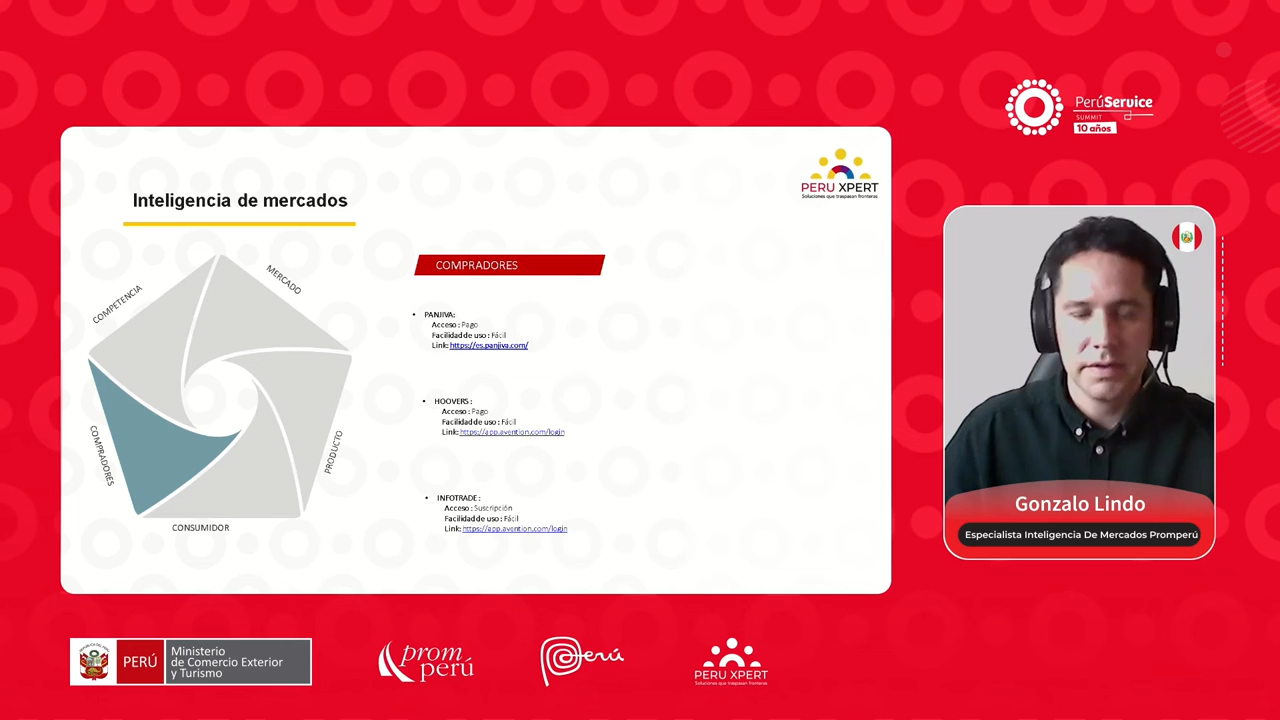 PerúService
SUMMIT
10 años
PERU XPERT
Soluciones que traspasan fronteras
Inteligencia de mercados
COMPETENCIA
MERCADO
COMPRADORES
PRODUCTO
CONSUMIDOR
COMPRADORES
• PANJIVA:
Acceso : Pago
Facilidad de uso : Fácil
Link: https://es.panjiva.com/
• HOOVERS :
Acceso : Pago
Facilidad de uso : Fácil
Link: https://app.avention.com/login
• INFOTRADE :
Acceso : Suscripción
Facilidad de uso : Fácil
Link: https://app.avention.com/login
Gonzalo Lindo
Especialista Inteligencia De Mercados Promperú
PERÚ
Ministerio
de Comercio Exterior
y Turismo
prom
perú
Perú
PERU XPERT
Soluciones que traspasan fronteras